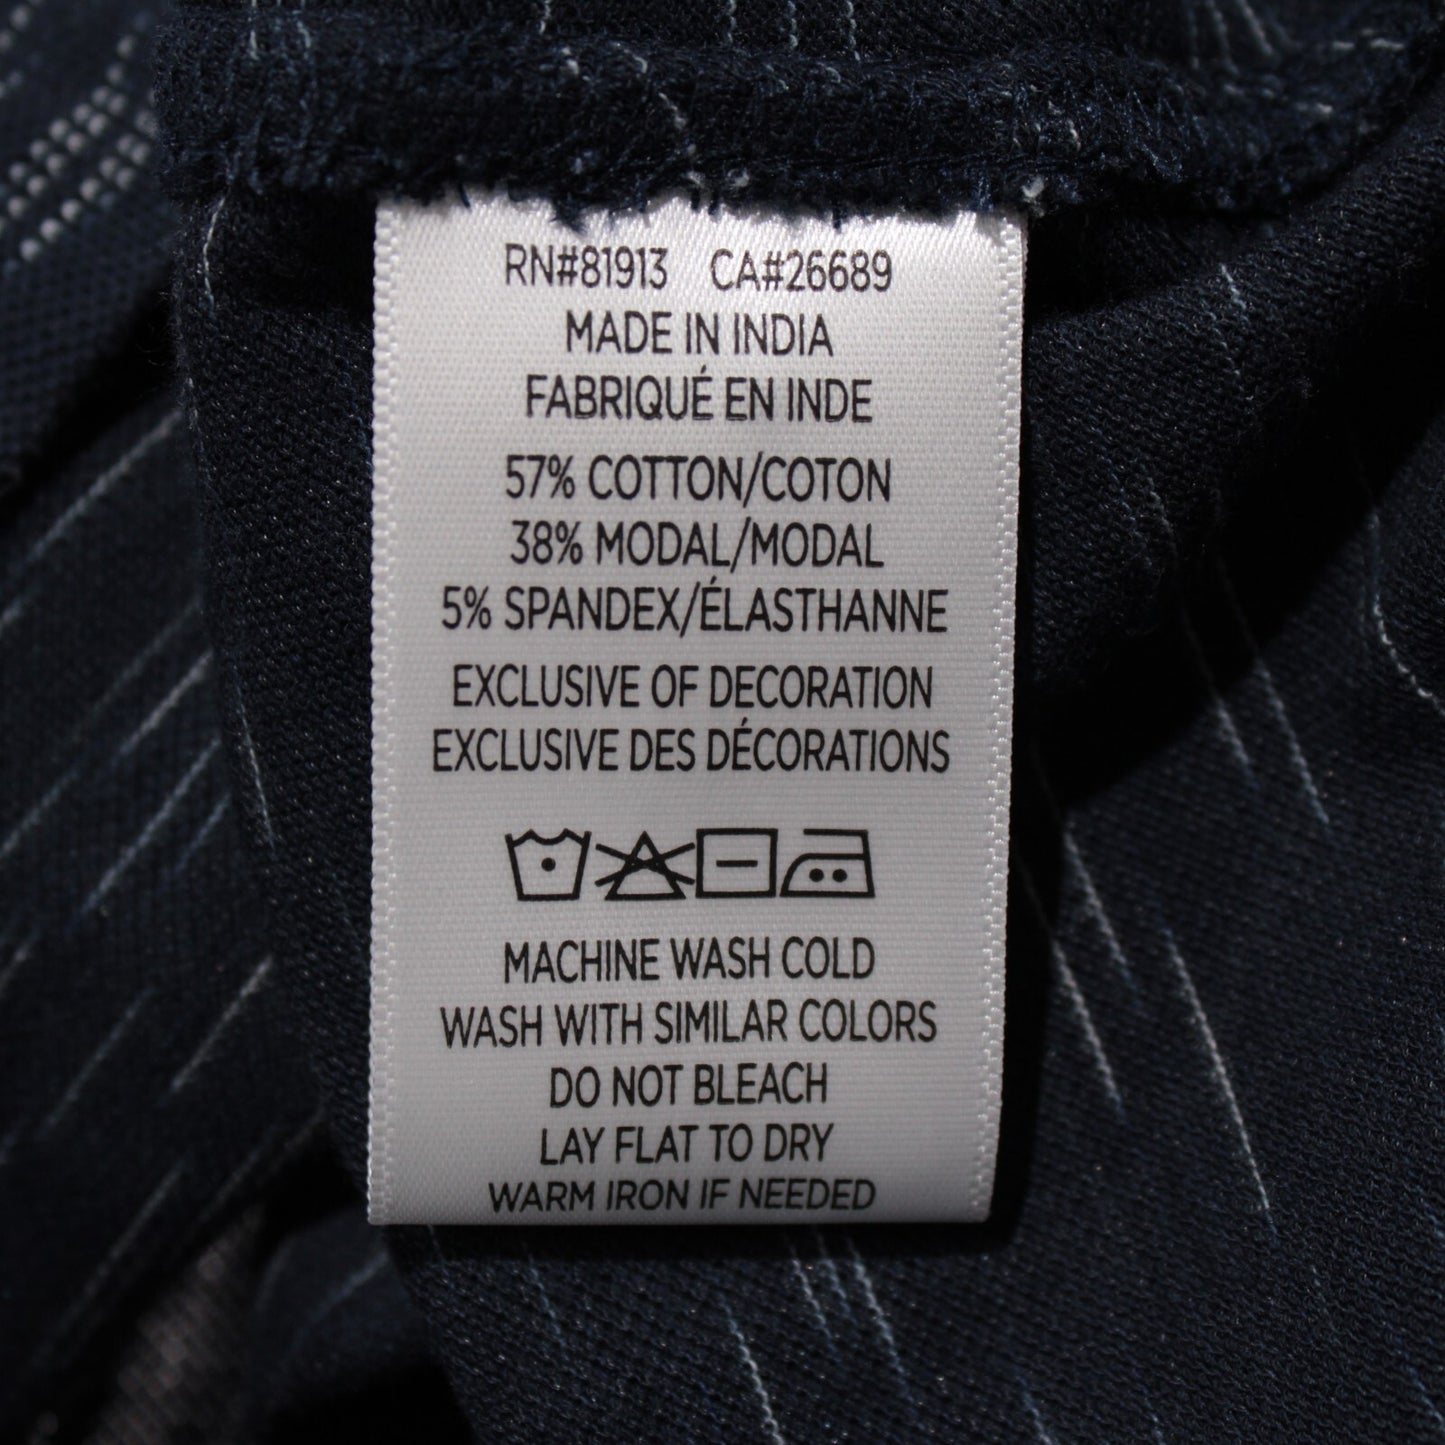 RN#81913 CA#26689
MADE IN INDIA
FABRIQUÉ EN INDE
57% COTTON/COTON
38% MODAL/MODAL
5% SPANDEX/ÉLASTHANNE
EXCLUSIVE OF DECORATION
EXCLUSIVE DES DÉCORATIONS
MACHINE WASH COLD
WASH WITH SIMILAR COLORS
DO NOT BLEACH
LAY FLAT TO DRY
WARM IRON IF NEEDED